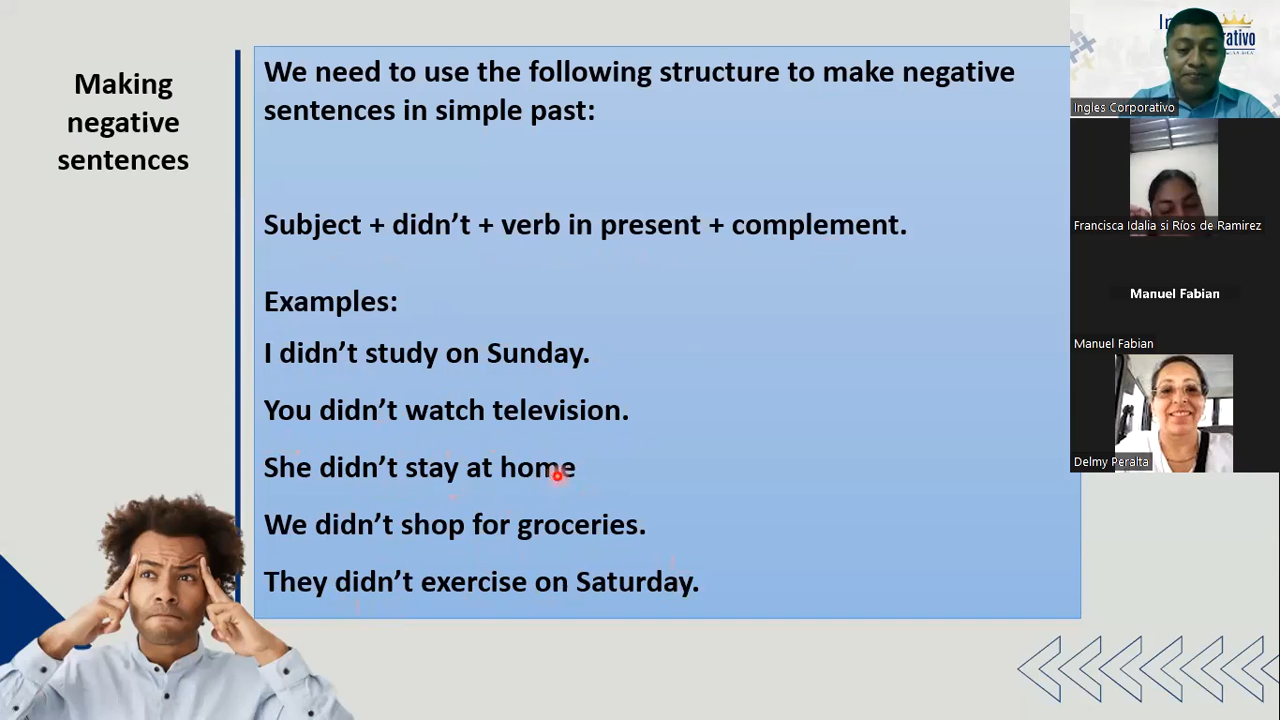 Making
negative
sentences
We need to use the following structure to make negative
sentences in simple past:
Subject + didn't + verb in present + complement.
Examples:
I didn't study on Sunday.
You didn't watch television.
She didn't stay at home
We didn't shop for groceries.
They didn't exercise on Saturday.
Ingles Corporativo
Francisca Idalia si Ríos de Ramirez
Manuel Fabian
Manuel Fabian
Delmy Peralta